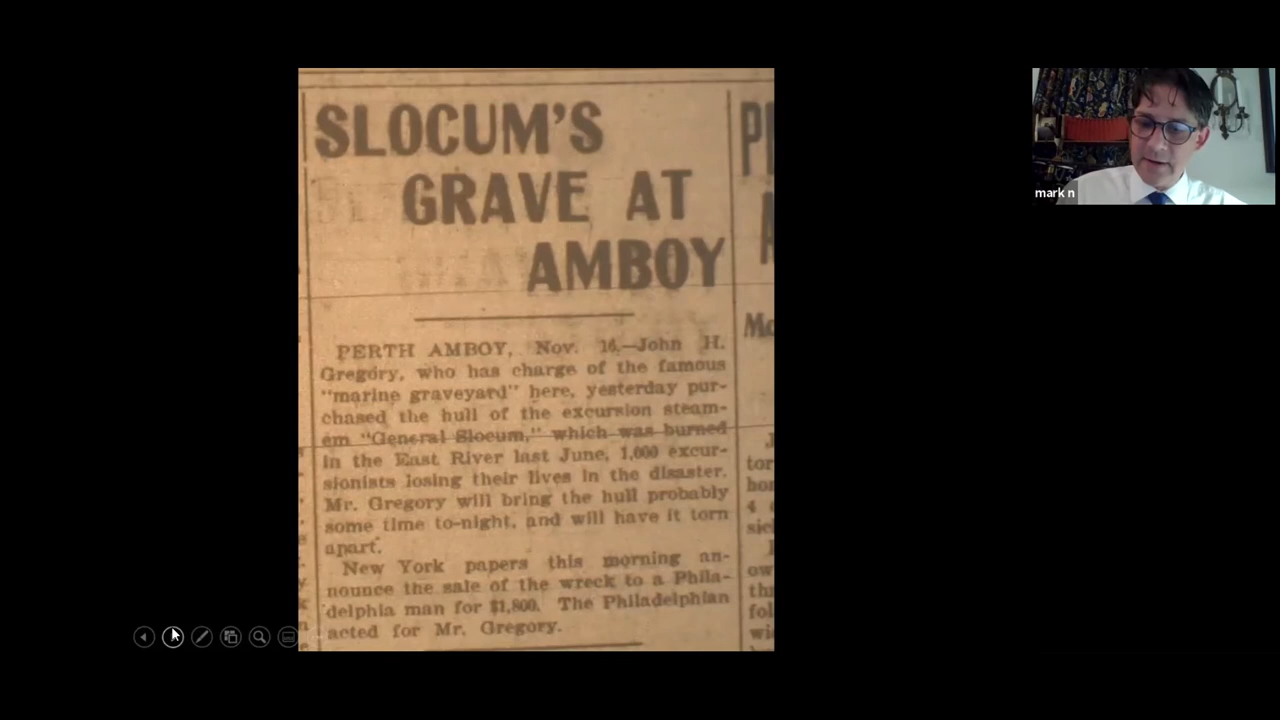 SLOCUM'S
GRAVE AT
AMBOY
PERTH AMBOY, Nov. 16.—John H.
Gregory, who has charge of the famous
"marine graveyard" here, yesterday pur-
chased the hull of the excursion steam-
em "General Slocum," which was burned
in the East River last June, 1,000 excur-
sionists losing their lives in the disaster.
Mr. Gregory will bring the hull probably
some time to-night, and will have it torn
apart.
New York papers this morning an-
nounce the sale of the wreck to a Phila-
delphia man for $1,800. The Philadelphian
acted for Mr. Gregory.
mark n